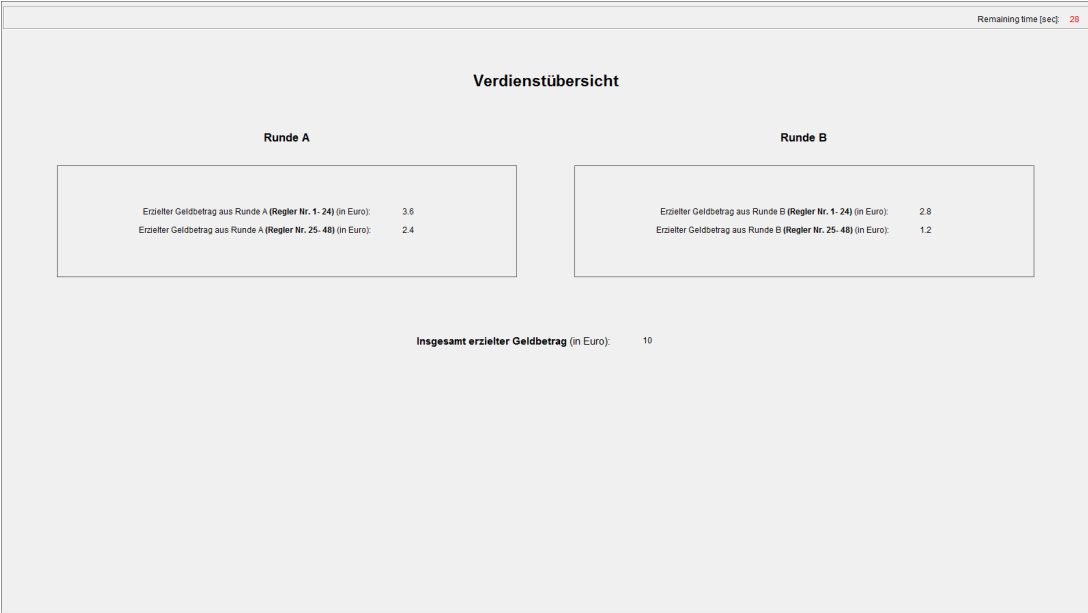 Remaining time [sec]: 28
Verdienstübersicht
Runde A
Erzielter Geldbetrag aus Runde A (Regler Nr. 1- 24) (in Euro): 3.6
Erzielter Geldbetrag aus Runde A (Regler Nr. 25- 48) (in Euro): 2.4
Runde B
Erzielter Geldbetrag aus Runde B (Regler Nr. 1- 24) (in Euro): 2.8
Erzielter Geldbetrag aus Runde B (Regler Nr. 25- 48) (in Euro): 1.2
Insgesamt erzielter Geldbetrag (in Euro): 10